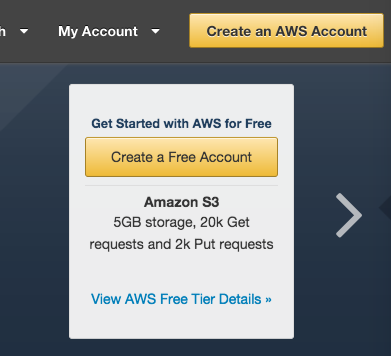 h My Account Create an AWS Account
Get Started with AWS for Free
Create a Free Account
Amazon S3
5GB storage, 20k Get
requests and 2k Put requests
View AWS Free Tier Details »